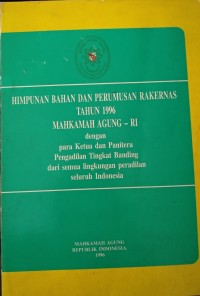 HIMPUNAN BAHAN DAN PERUMUSAN RAKERNAS
TAHUN 1996
MAHKAMAH AGUNG – RI
dengan
para Ketua dan Panitera
Pengadilan Tingkat Banding
dari semua lingkungan peradilan
seluruh Indonesia
MAHKAMAH AGUNG
REPUBLIK INDONESIA
1996